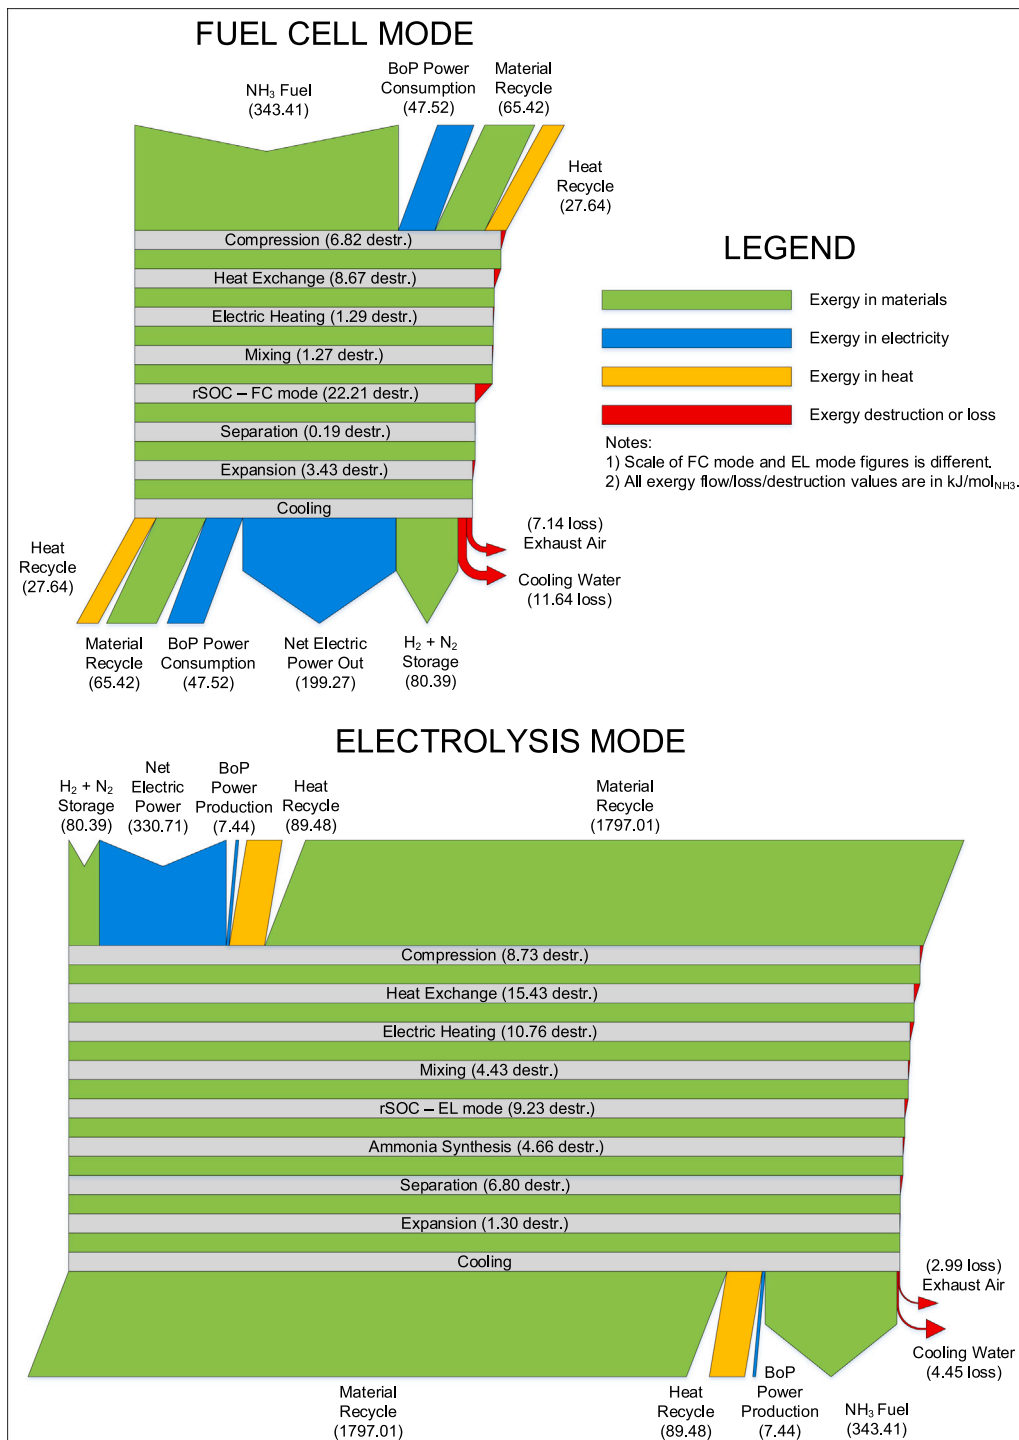 FUEL CELL MODE
NH₃ Fuel
(343.41)
BoP Power
Consumption
(47.52)
Material
Recycle
(65.42)
Heat
Recycle
(27.64)
Compression (6.82 destr.)
Heat Exchange (8.67 destr.)
Electric Heating (1.29 destr.)
Mixing (1.27 destr.)
rSOC – FC mode (22.21 destr.)
Separation (0.19 destr.)
Expansion (3.43 destr.)
Cooling
(7.14 loss)
Exhaust Air
Cooling Water
(11.64 loss)
Heat
Recycle
(27.64)
Material
Recycle
(65.42)
BoP Power
Consumption
(47.52)
Net Electric
Power Out
(199.27)
H₂ + N₂
Storage
(80.39)
LEGEND
Exergy in materials
Exergy in electricity
Exergy in heat
Exergy destruction or loss
Notes:
1) Scale of FC mode and EL mode figures is different.
2) All exergy flow/loss/destruction values are in kJ/molNH3.
ELECTROLYSIS MODE
H₂ + N₂
Storage
(80.39)
Net
Electric
Power
(330.71)
BoP
Power
Production
(7.44)
Heat
Recycle
(89.48)
Material
Recycle
(1797.01)
Compression (8.73 destr.)
Heat Exchange (15.43 destr.)
Electric Heating (10.76 destr.)
Mixing (4.43 destr.)
rSOC – EL mode (9.23 destr.)
Ammonia Synthesis (4.66 destr.)
Separation (6.80 destr.)
Expansion (1.30 destr.)
Cooling
(2.99 loss)
Exhaust Air
Cooling Water
(4.45 loss)
Material
Recycle
(1797.01)
Heat
Recycle
(89.48)
BoP
Power
Production
(7.44)
NH₃ Fuel
(343.41)